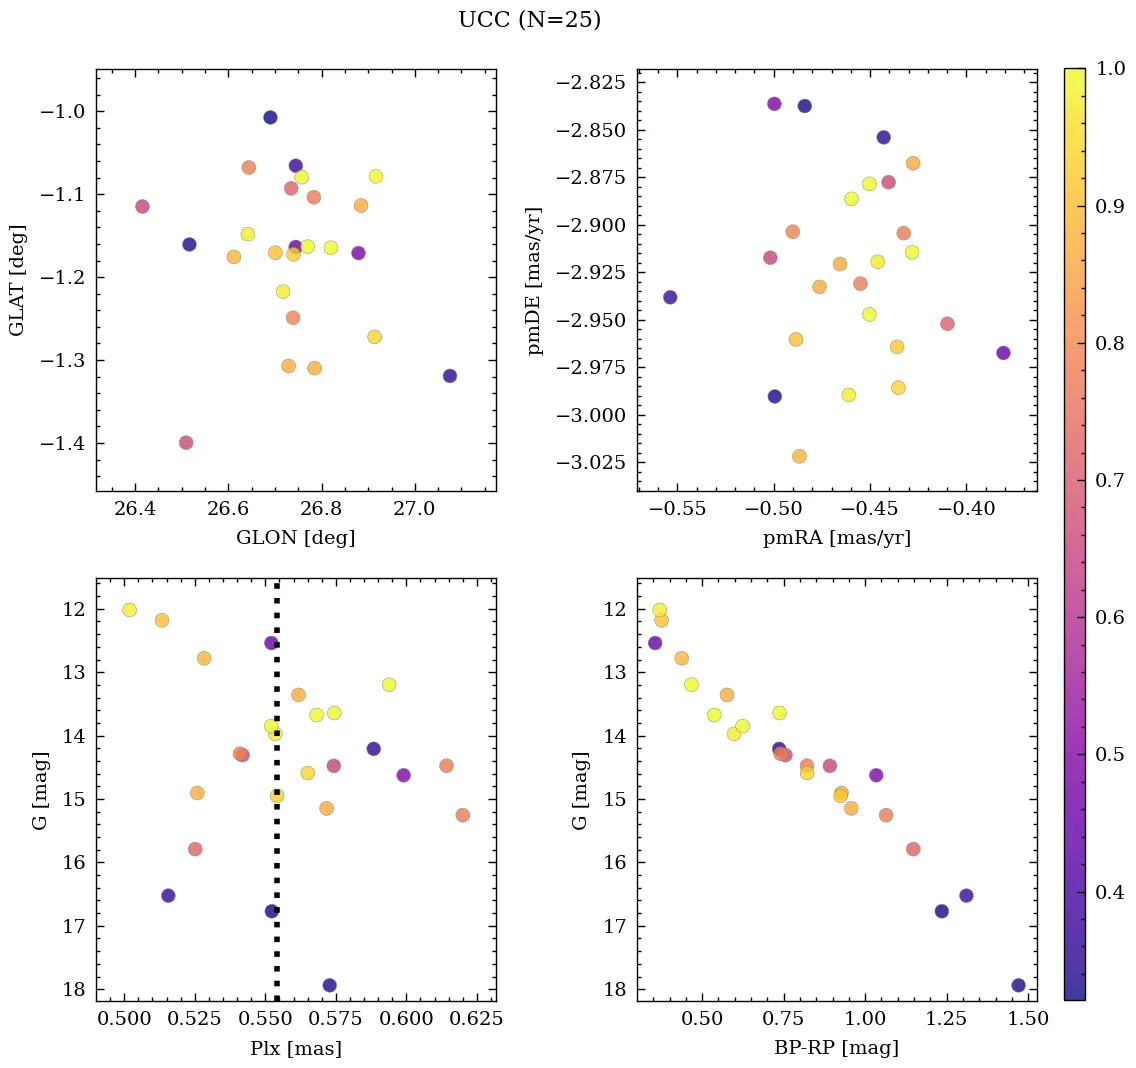 UCC (N=25)
−1.0
−1.1
−1.2
−1.3
−1.4
GLAT [deg]
26.4 26.6 26.8 27.0
GLON [deg]
−2.825
−2.850
−2.875
−2.900
−2.925
−2.950
−2.975
−3.000
−3.025
pmDE [mas/yr]
−0.55 −0.50 −0.45 −0.40
pmRA [mas/yr]
12
13
14
15
16
17
18
G [mag]
0.500 0.525 0.550 0.575 0.600 0.625
Plx [mas]
12
13
14
15
16
17
18
G [mag]
0.50 0.75 1.00 1.25 1.50
BP-RP [mag]
1.0
0.9
0.8
0.7
0.6
0.5
0.4